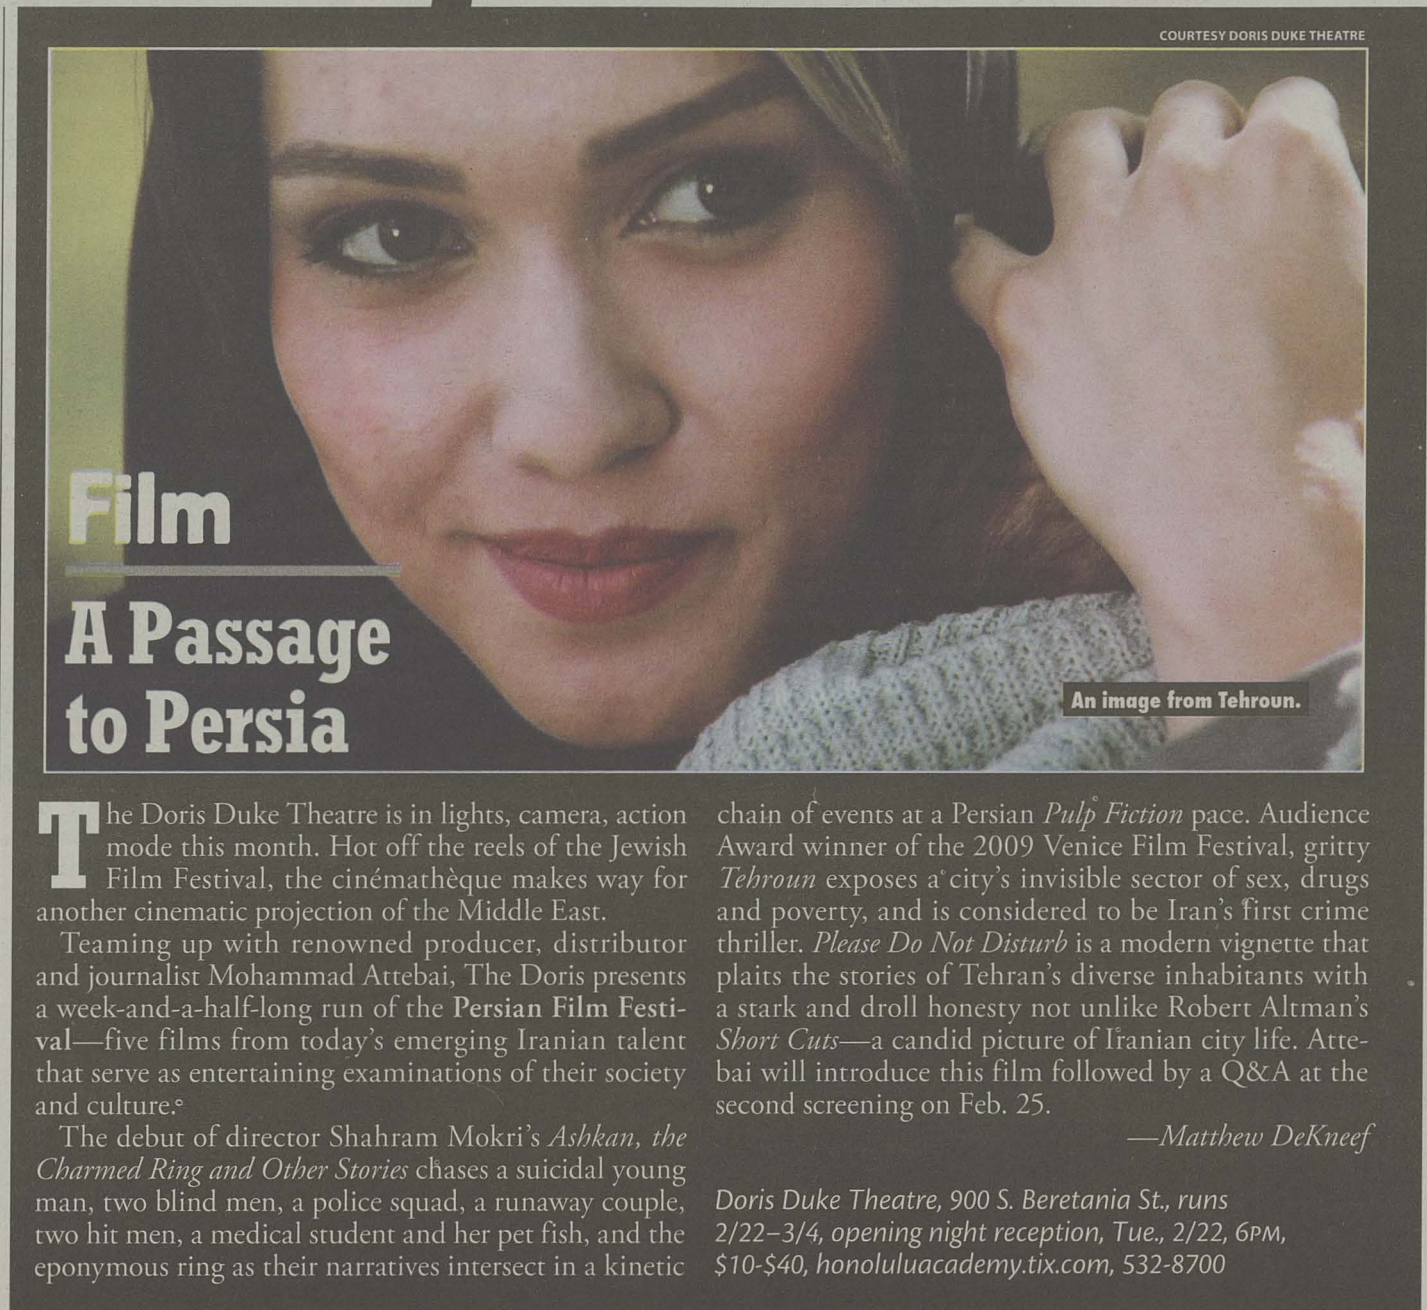 COURTESY DORIS DUKE THEATRE
Film
A Passage
to Persia
An image from Tehroun.
The Doris Duke Theatre is in lights, camera, action
mode this month. Hot off the reels of the Jewish
Film Festival, the cinémathèque makes way for
another cinematic projection of the Middle East.
Teaming up with renowned producer, distributor
and journalist Mohammad Attebai, The Doris presents
a week-and-a-half-long run of the Persian Film Festi-
val—five films from today's emerging Iranian talent
that serve as entertaining examinations of their society
and culture.
The debut of director Shahram Mokri's Ashkan, the
Charmed Ring and Other Stories chases a suicidal young
man, two blind men, a police squad, a runaway couple,
two hit men, a medical student and her pet fish, and the
eponymous ring as their narratives intersect in a kinetic
chain of events at a Persian Pulp Fiction pace. Audience
Award winner of the 2009 Venice Film Festival, gritty
Tehroun exposes a city's invisible sector of sex, drugs
and poverty, and is considered to be Iran's first crime
thriller. Please Do Not Disturb is a modern vignette that
plaits the stories of Tehran's diverse inhabitants with
a stark and droll honesty not unlike Robert Altman's
Short Cuts—a candid picture of Iranian city life. Atte-
bai will introduce this film followed by a Q&A at the
second screening on Feb. 25.
—Matthew DeKneef
Doris Duke Theatre, 900 S. Beretania St., runs
2/22–3/4, opening night reception, Tue., 2/22, 6PM,
$10-$40, honoluluacademy.tix.com, 532-8700